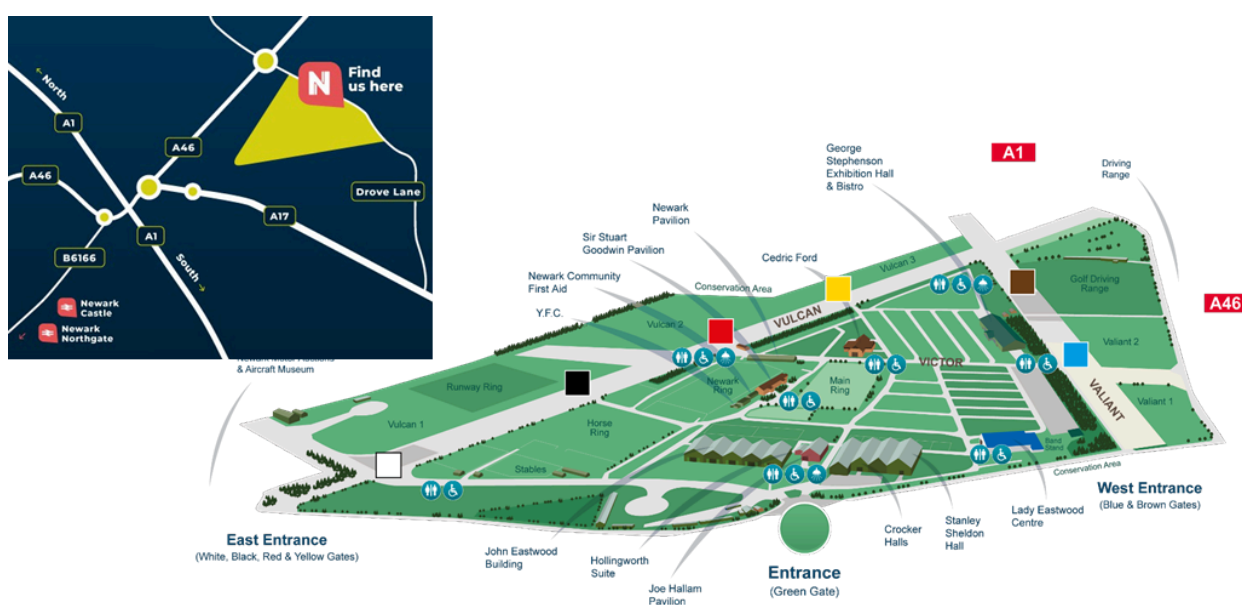 N
Find
us here
North
A1
A46
A46
A17
Drove Lane
A1
B6166
South
Newark
Castle
Newark
Northgate
Newark Motor Auctions
& Aircraft Museum
Y.F.C.
Newark Community
First Aid
Sir Stuart
Goodwin Pavilion
Newark
Pavilion
Cedric Ford
George
Stephenson
Exhibition Hall
& Bistro
A1
Driving
Range
A46
Conservation Area
Vulcan 3
VULCAN
Vulcan 2
Golf Driving
Range
Valiant 2
Valiant 1
VALIANT
VICTOR
Main
Ring
Newark
Ring
Runway Ring
Vulcan 1
Horse
Ring
Stables
Band
Stand
Conservation Area
West Entrance
(Blue & Brown Gates)
Lady Eastwood
Centre
Stanley
Sheldon
Hall
Crocker
Halls
Entrance
(Green Gate)
Joe Hallam
Pavilion
Hollingworth
Suite
John Eastwood
Building
East Entrance
(White, Black, Red & Yellow Gates)